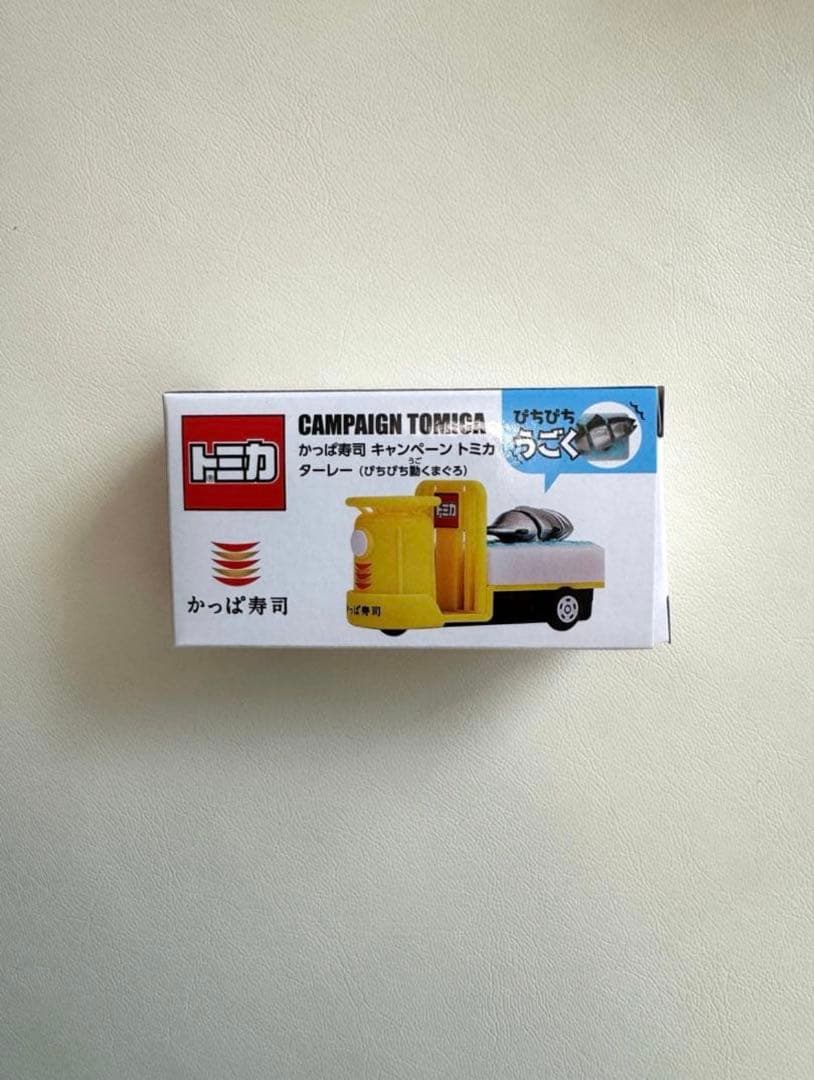 トミカ
CAMPAIGN TOMICA
かっぱ寿司 キャンペーン トミカ
ターレー（ぴちぴち動くまぐろ）
うご
ぴちぴち
うごく
かっぱ寿司
トミカ
かっぱ寿司